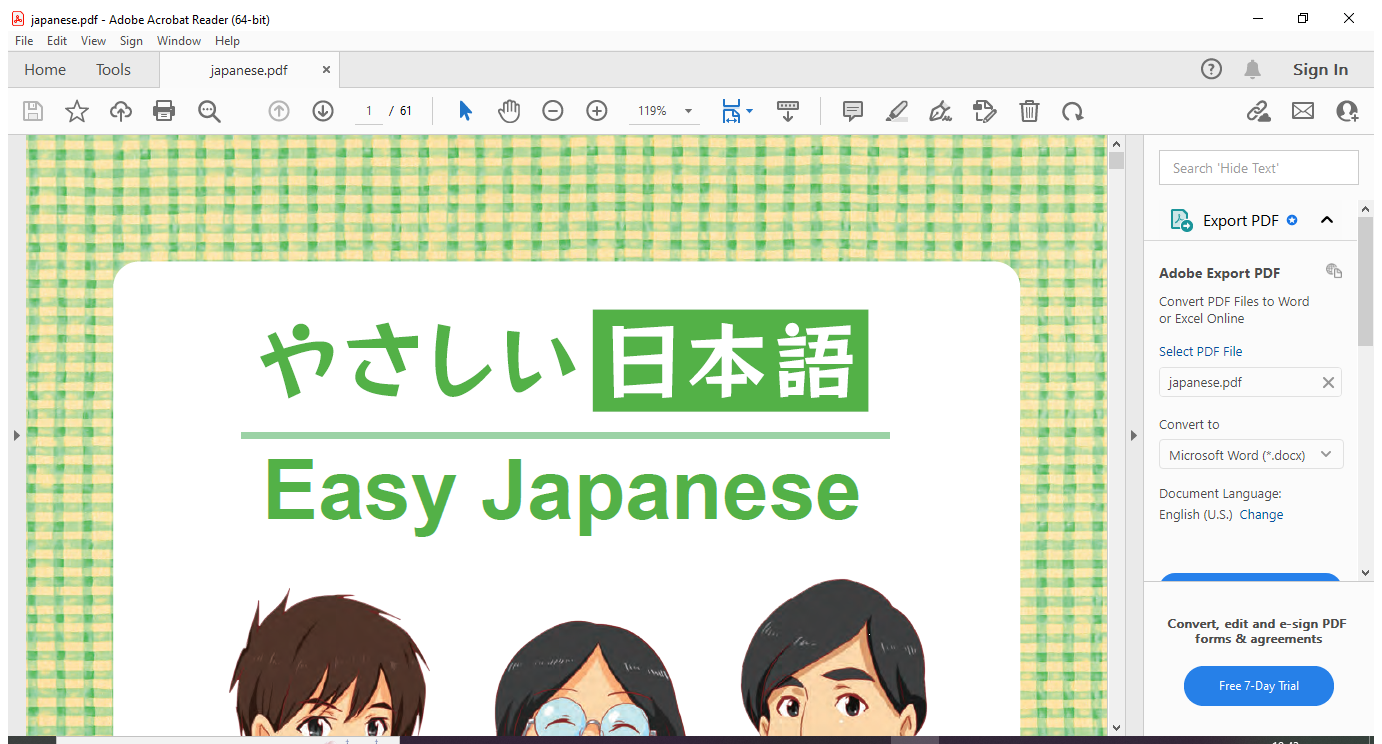 japanese.pdf - Adobe Acrobat Reader (64-bit)
File Edit View Sign Window Help
Home Tools japanese.pdf Sign In
1 / 61 119%
Search 'Hide Text'
Export PDF
Adobe Export PDF
Convert PDF Files to Word
or Excel Online
Select PDF File
japanese.pdf
Convert to
Microsoft Word (*.docx)
Document Language:
English (U.S.) Change
Convert, edit and e-sign PDF
forms & agreements
Free 7-Day Trial
やさしい 日本語
Easy Japanese